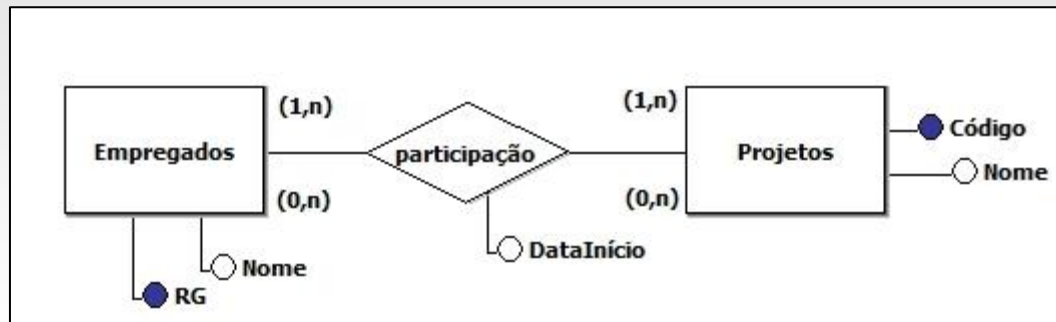 (1,n)
(1,n)
Empregados
participação
Projetos
Código
Nome
(0,n)
(0,n)
DataInício
Nome
RG